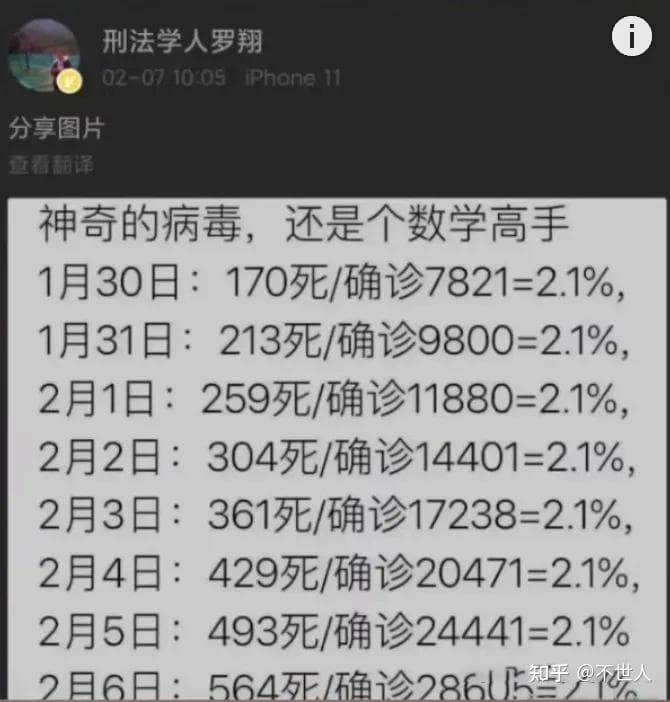 刑法学人罗翔
02-07 10:05 iPhone 11
分享图片
查看翻译
神奇的病毒，还是个数学高手
1月30日：170死/确诊7821=2.1%,
1月31日：213死/确诊9800=2.1%,
2月1日：259死/确诊11880=2.1%,
2月2日：304死/确诊14401=2.1%,
2月3日：361死/确诊17238=2.1%,
2月4日：429死/确诊20471=2.1%,
2月5日：493死/确诊24441=2.1%
2月6日：564死/确诊28605=2.1%
知乎 @不世人